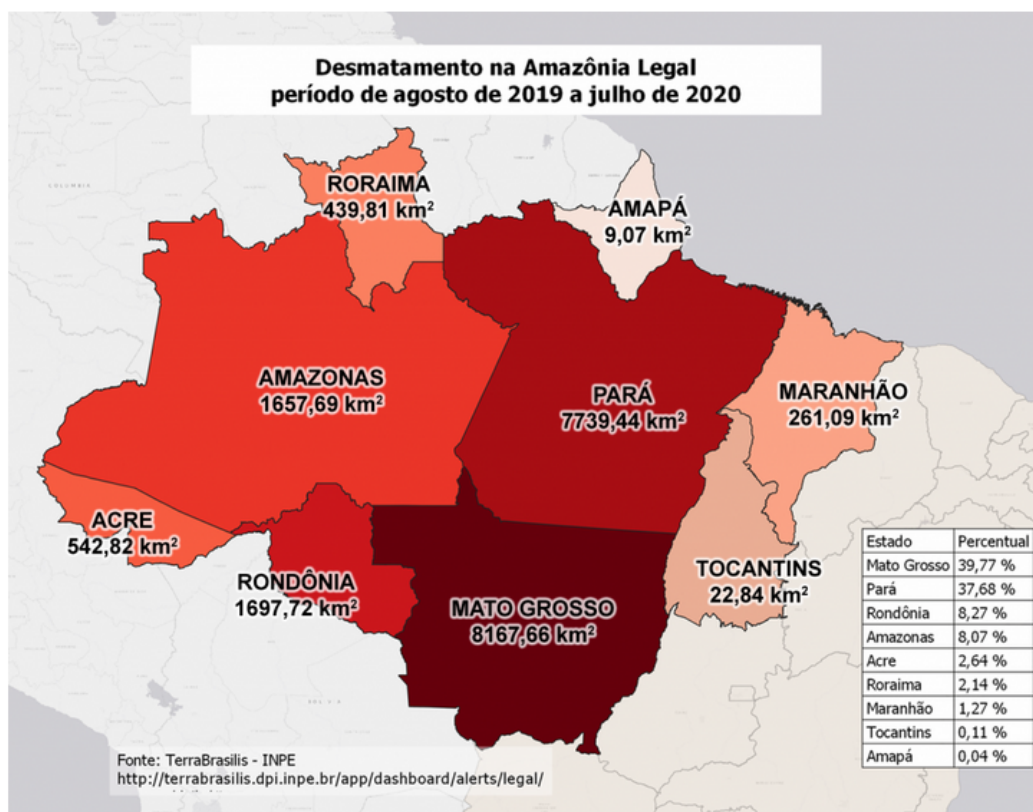 Desmatamento na Amazônia Legal
período de agosto de 2019 a julho de 2020
RORAIMA
439,81 km²
AMAPÁ
9,07 km²
AMAZONAS
1657,69 km²
PARÁ
7739,44 km²
MARANHÃO
261,09 km²
ACRE
542,82 km²
RONDÔNIA
1697,72 km²
MATO GROSSO
8167,66 km²
TOCANTINS
22,84 km²
Estado Percentual
Mato Grosso 39,77 %
Pará 37,68 %
Rondônia 8,27 %
Amazonas 8,07 %
Acre 2,64 %
Roraima 2,14 %
Maranhão 1,27 %
Tocantins 0,11 %
Amapá 0,04 %
Fonte: TerraBrasilis - INPE
http://terrabrasilis.dpi.inpe.br/app/dashboard/alerts/legal/